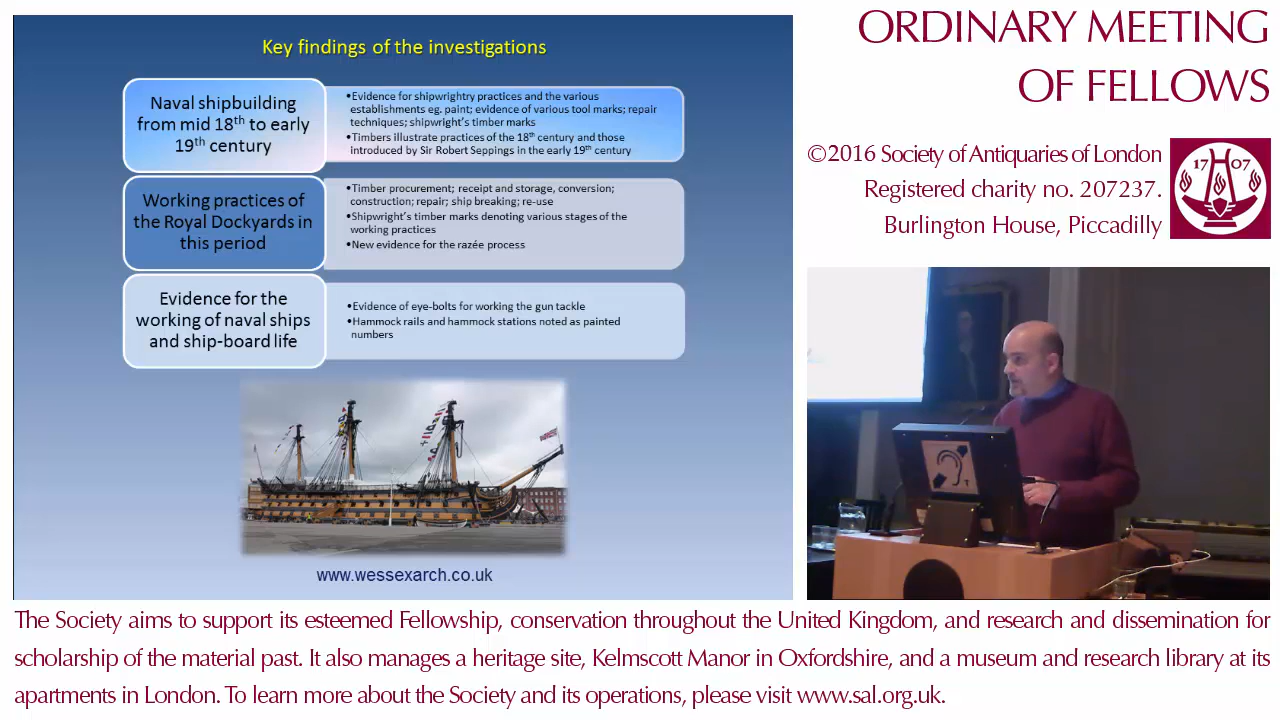 Key findings of the investigations
Naval shipbuilding
from mid 18th to early
19th century
•Evidence for shipwrightry practices and the various
establishments eg. paint; evidence of various tool marks; repair
techniques; shipwright's timber marks
•Timbers illustrate practices of the 18th century and those
introduced by Sir Robert Seppings in the early 19th century
Working practices of
the Royal Dockyards in
this period
•Timber procurement; receipt and storage, conversion;
construction; repair; ship breaking; re-use
•Shipwright's timber marks denoting various stages of the
working practices
•New evidence for the razée process
Evidence for the
working of naval ships
and ship-board life
•Evidence of eye-bolts for working the gun tackle
•Hammock rails and hammock stations noted as painted
numbers
www.wessexarch.co.uk
ORDINARY MEETING
OF FELLOWS
©2016 Society of Antiquaries of London
Registered charity no. 207237.
Burlington House, Piccadilly
17 07
T
The Society aims to support its esteemed Fellowship, conservation throughout the United Kingdom, and research and dissemination for
scholarship of the material past. It also manages a heritage site, Kelmscott Manor in Oxfordshire, and a museum and research library at its
apartments in London. To learn more about the Society and its operations, please visit www.sal.org.uk.